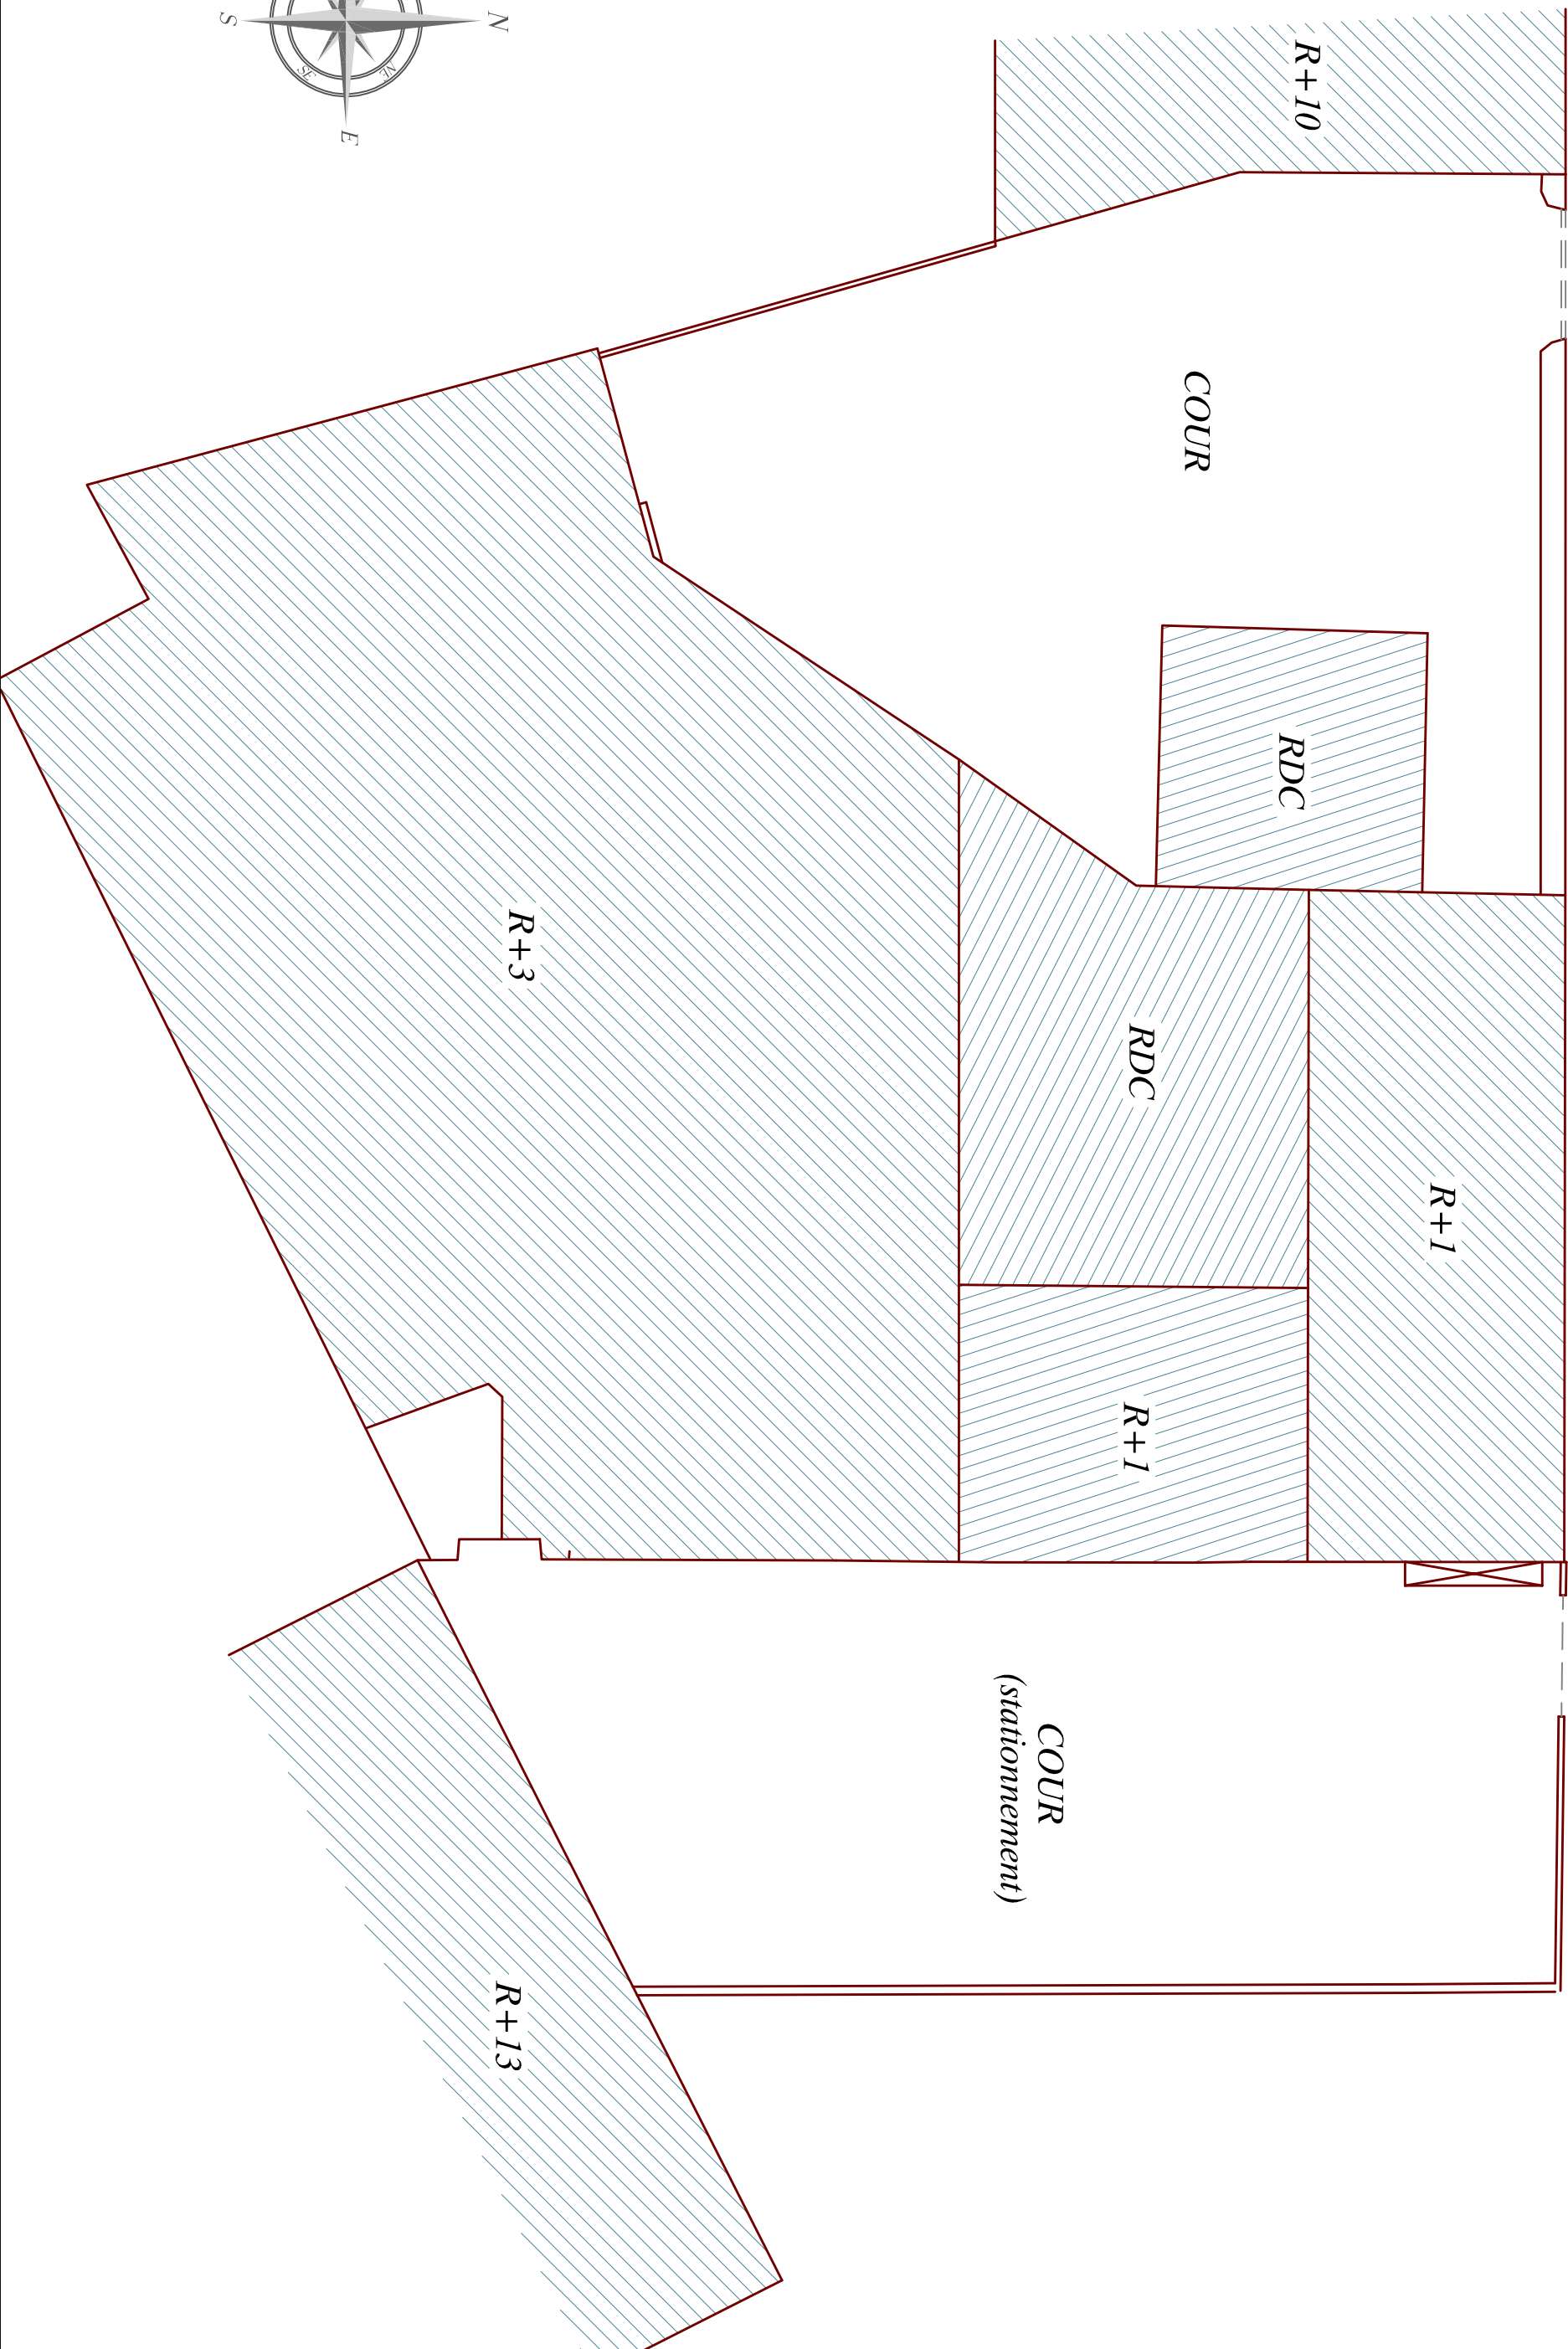 N
S
NE
SE
E
R+10
COUR
RDC
R+3
RDC
R+1
R+1
COUR
(stationnement)
R+13